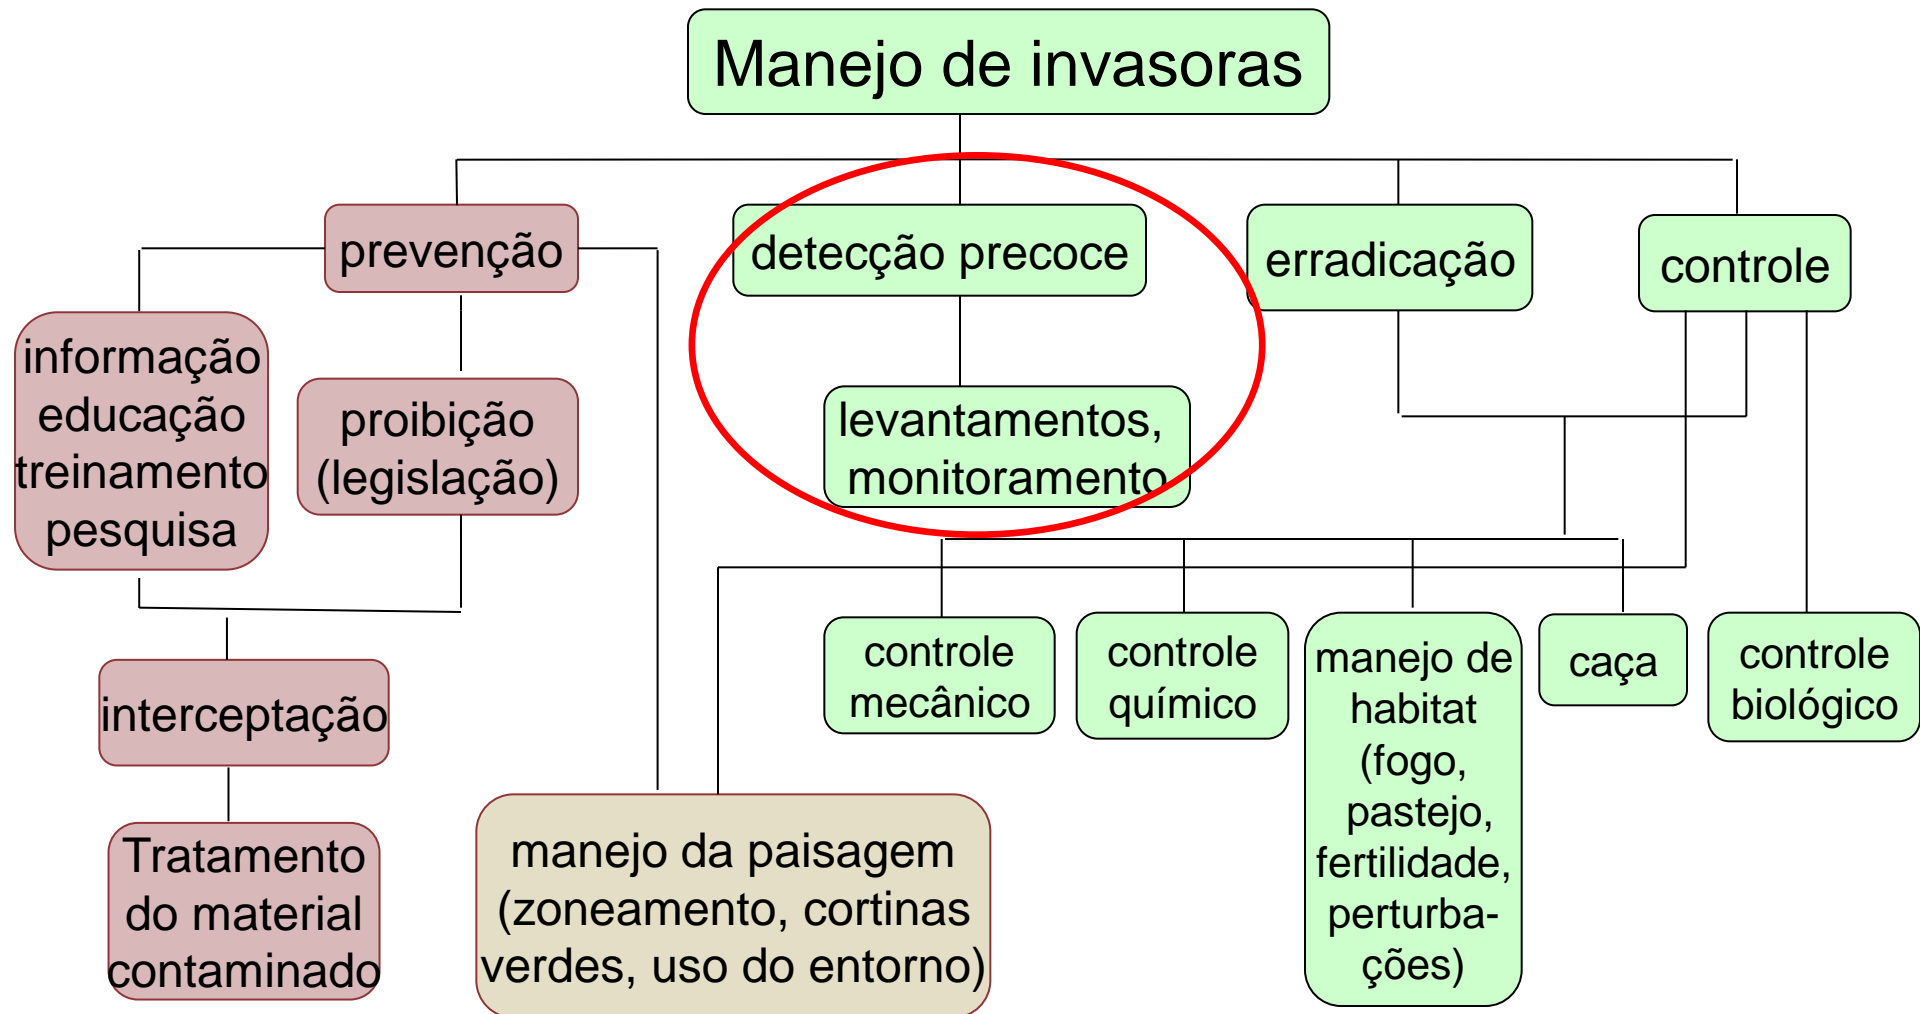 Manejo de invasoras
prevenção
detecção precoce
erradicação
controle
informação
educação
treinamento
pesquisa
proibição
(legislação)
levantamentos,
monitoramento
interceptação
Tratamento
do material
contaminado
manejo da paisagem
(zoneamento, cortinas
verdes, uso do entorno)
controle
mecânico
controle
químico
manejo de
habitat
(fogo,
pastejo,
fertilidade,
perturba-
ções)
caça
controle
biológico